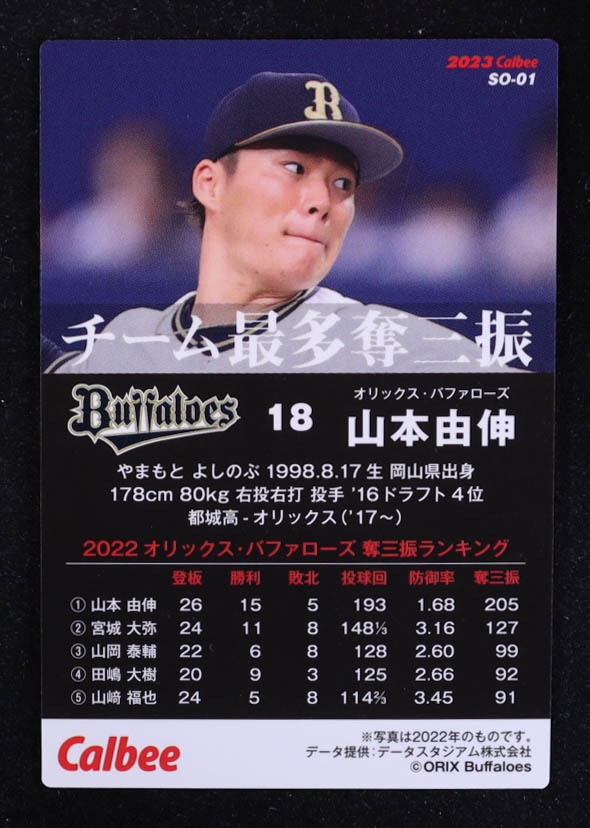 2023 Calbee
SO-01
B
チーム最多奪三振
Buffaloes 18 オリックス・バファローズ
山本由伸
やまもと よしのぶ 1998.8.17 生 岡山県出身
178cm 80kg 右投右打 投手 '16ドラフト4位
都城高-オリックス('17〜)
2022 オリックス・バファローズ 奪三振ランキング
登板 勝利 敗北 投球回 防御率 奪三振
① 山本 由伸 26 15 5 193 1.68 205
② 宮城 大弥 24 11 8 148⅓ 3.16 127
③ 山岡 泰輔 22 6 8 128 2.60 99
④ 田嶋 大樹 20 9 3 125 2.66 92
⑤ 山﨑 福也 24 5 8 114⅔ 3.45 91
Calbee
※写真は2022年のものです。
データ提供:データスタジアム株式会社
©ORIX Buffaloes